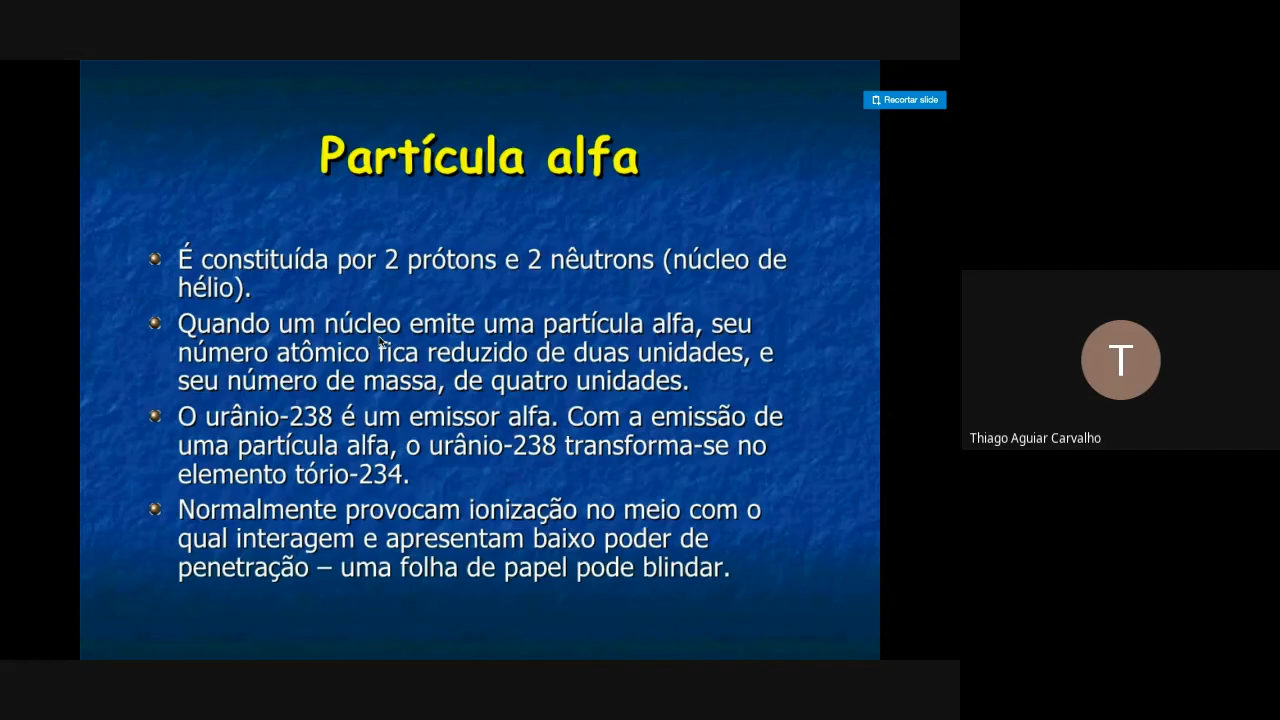 Recortar slide
Partícula alfa
É constituída por 2 prótons e 2 nêutrons (núcleo de
hélio).
Quando um núcleo emite uma partícula alfa, seu
número atômico fica reduzido de duas unidades, e
seu número de massa, de quatro unidades.
O urânio-238 é um emissor alfa. Com a emissão de
uma partícula alfa, o urânio-238 transforma-se no
elemento tório-234.
Normalmente provocam ionização no meio com o
qual interagem e apresentam baixo poder de
penetração – uma folha de papel pode blindar.
T
Thiago Aguiar Carvalho